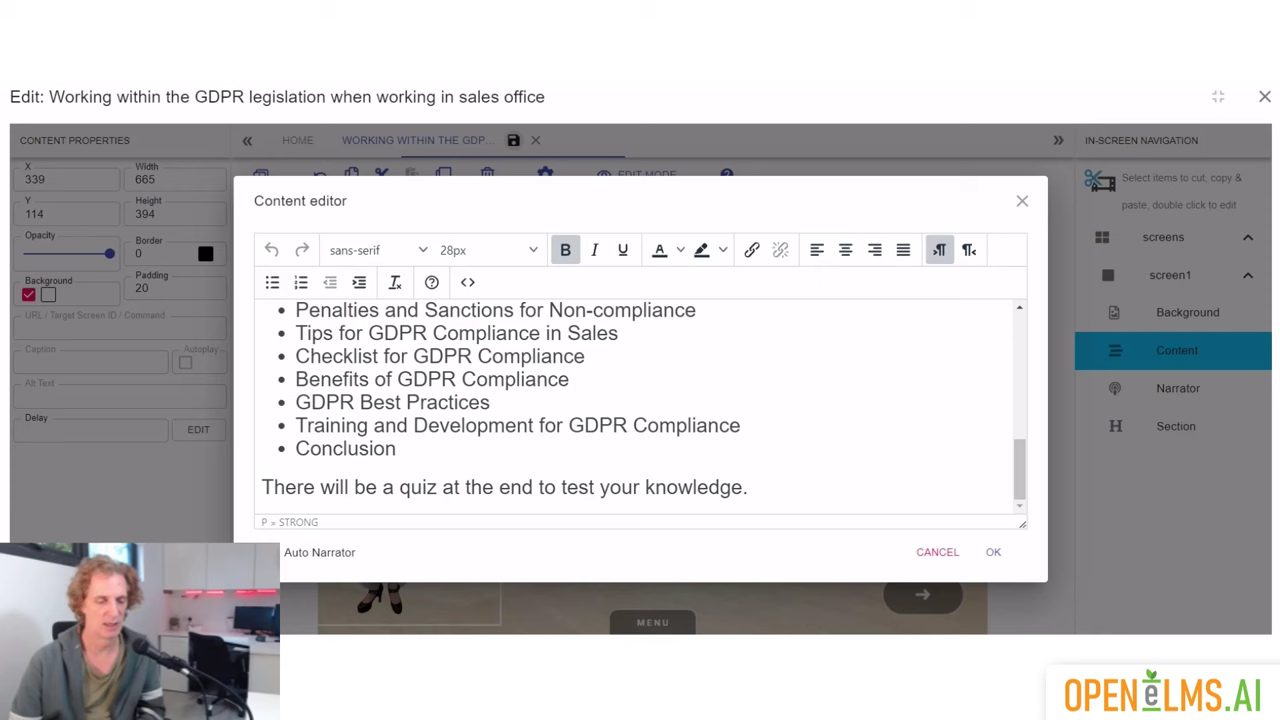 Edit: Working within the GDPR legislation when working in sales office
CONTENT PROPERTIES
HOME
WORKING WITHIN THE GDP...
IN-SCREEN NAVIGATION
X
339
Width
665
Y
114
Height
394
Opacity
Border
0
Background
Padding
20
URL / Target Screen ID / Command
Caption
Autoplay
Alt Text
Delay
EDIT
EDIT MODE
Content editor
sans-serif
28px
B I U A
P » STRONG
Penalties and Sanctions for Non-compliance
Tips for GDPR Compliance in Sales
Checklist for GDPR Compliance
Benefits of GDPR Compliance
GDPR Best Practices
Training and Development for GDPR Compliance
Conclusion
There will be a quiz at the end to test your knowledge.
Auto Narrator
CANCEL
OK
MENU
Select items to cut, copy &
paste, double click to edit
screens
screen1
Background
Content
Narrator
H Section
OPENeLMS.AI